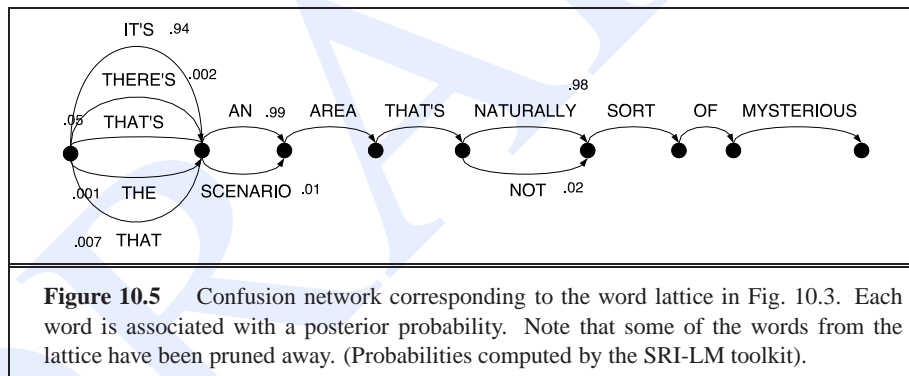 IT'S .94
THERE'S .002
.05 THAT'S
.001 THE
.007 THAT
AN .99
SCENARIO .01
AREA
THAT'S
NATURALLY .98
NOT .02
SORT
OF
MYSTERIOUS
Figure 10.5 Confusion network corresponding to the word lattice in Fig. 10.3. Each
word is associated with a posterior probability. Note that some of the words from the
lattice have been pruned away. (Probabilities computed by the SRI-LM toolkit).